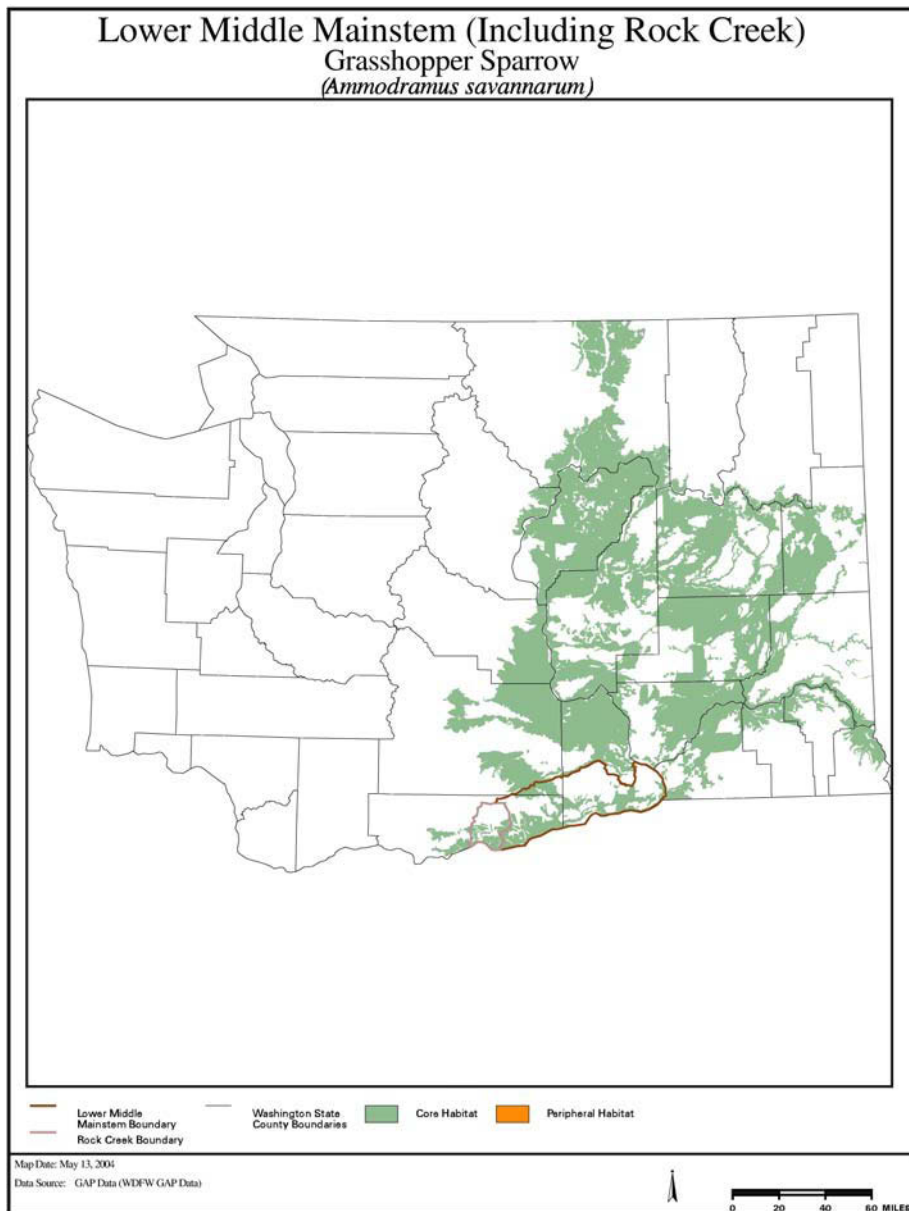 Lower Middle Mainstem (Including Rock Creek)
Grasshopper Sparrow
(Ammodramus savannarum)
Lower Middle
Mainstem Boundary
Rock Creek Boundary
Washington State
County Boundaries
Core Habitat
Peripheral Habitat
Map Date: May 13, 2004
Data Source: GAP Data (WDFW GAP Data)
0 20 40 60 MILES